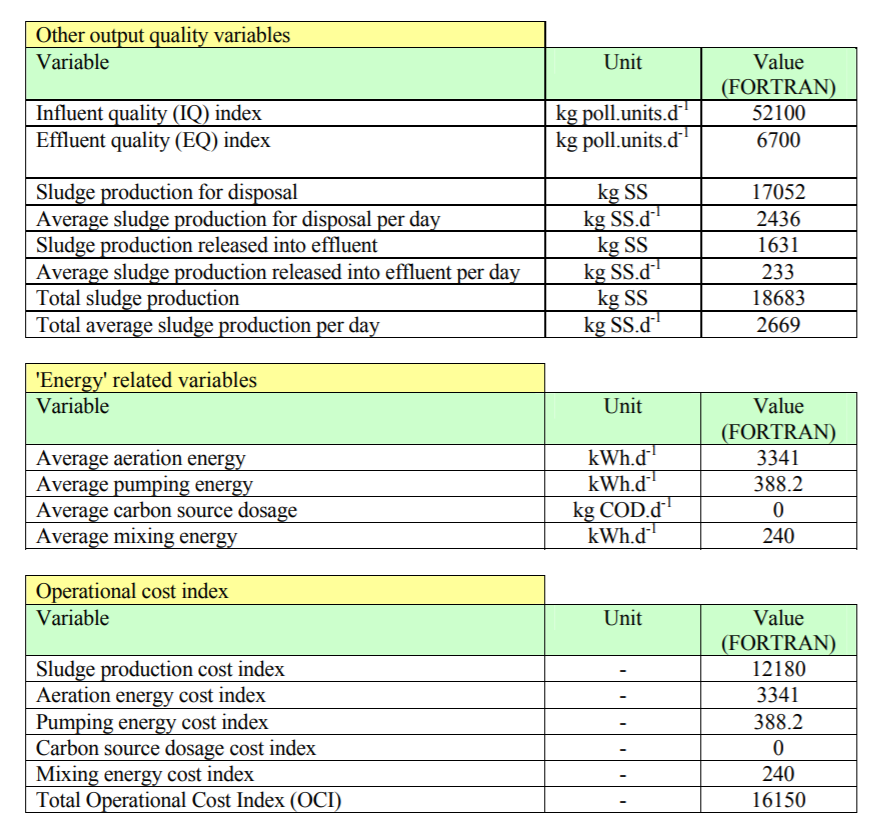 Other output quality variables
Variable Unit Value
(FORTRAN)
Influent quality (IQ) index kg poll.units.d⁻¹ 52100
Effluent quality (EQ) index kg poll.units.d⁻¹ 6700
Sludge production for disposal kg SS 17052
Average sludge production for disposal per day kg SS.d⁻¹ 2436
Sludge production released into effluent kg SS 1631
Average sludge production released into effluent per day kg SS.d⁻¹ 233
Total sludge production kg SS 18683
Total average sludge production per day kg SS.d⁻¹ 2669
'Energy' related variables
Variable Unit Value
(FORTRAN)
Average aeration energy kWh.d⁻¹ 3341
Average pumping energy kWh.d⁻¹ 388.2
Average carbon source dosage kg COD.d⁻¹ 0
Average mixing energy kWh.d⁻¹ 240
Operational cost index
Variable Unit Value
(FORTRAN)
Sludge production cost index - 12180
Aeration energy cost index - 3341
Pumping energy cost index - 388.2
Carbon source dosage cost index - 0
Mixing energy cost index - 240
Total Operational Cost Index (OCI) - 16150